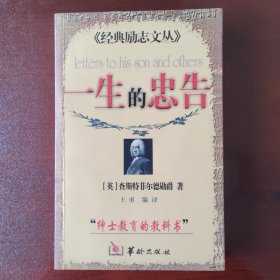 《经典励志文丛》
letters to his son and others
一生的忠告
[英]查斯特菲尔德勋爵 著
王勇 编译
“绅士教育的教科书”
华龄出版社